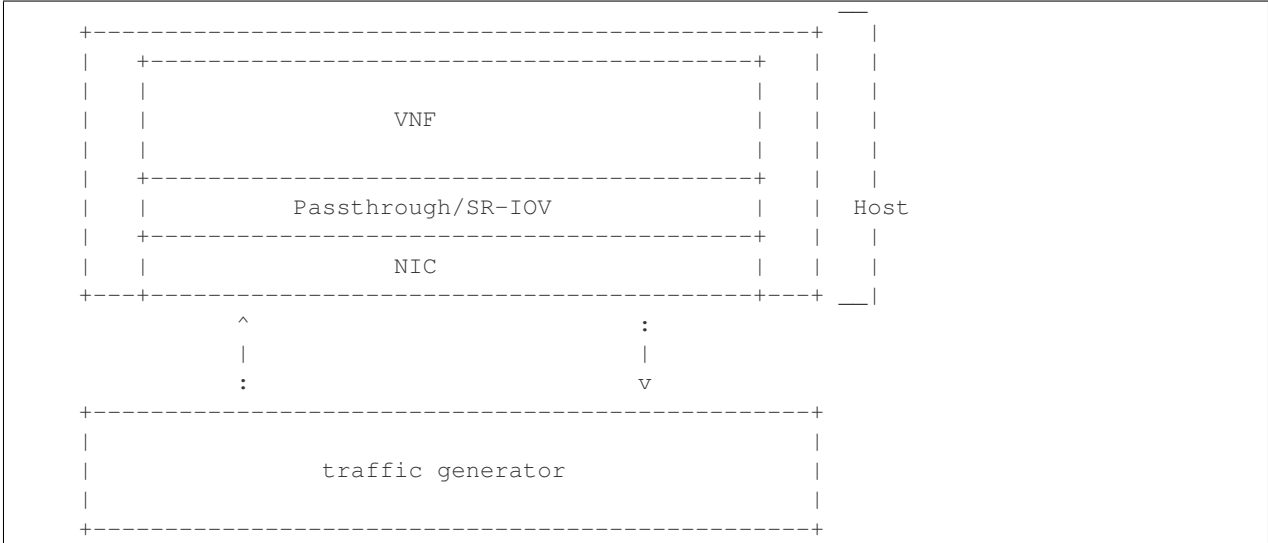 VNF
Passthrough/SR-IOV
Host
NIC
traffic generator